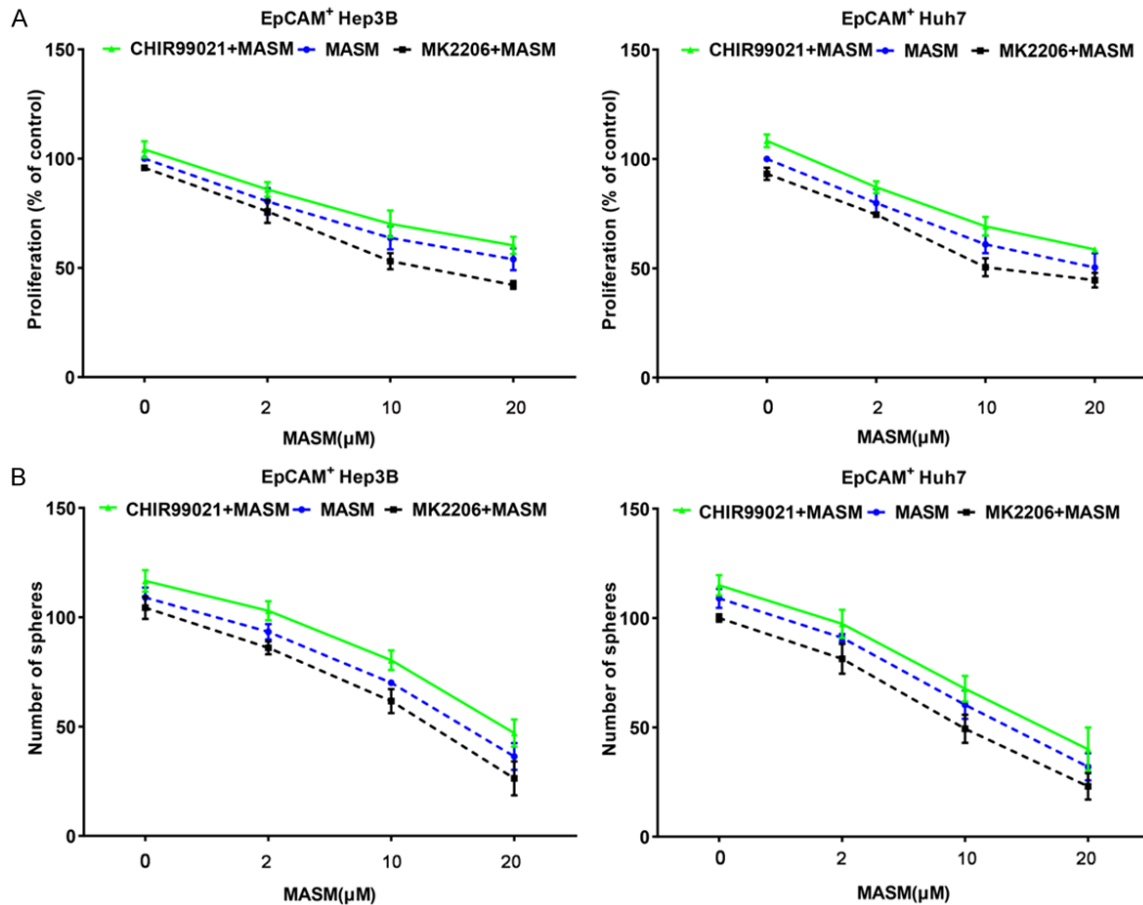 A
EpCAM+ Hep3B
CHIR99021+MASM MASM MK2206+MASM
Proliferation (% of control)
150
100
50
0
0 2 10 20
MASM(µM)
EpCAM+ Huh7
CHIR99021+MASM MASM MK2206+MASM
Proliferation (% of control)
150
100
50
0
0 2 10 20
MASM(µM)
B
EpCAM+ Hep3B
CHIR99021+MASM MASM MK2206+MASM
Number of spheres
150
100
50
0
0 2 10 20
MASM(µM)
EpCAM+ Huh7
CHIR99021+MASM MASM MK2206+MASM
Number of spheres
150
100
50
0
0 2 10 20
MASM(µM)